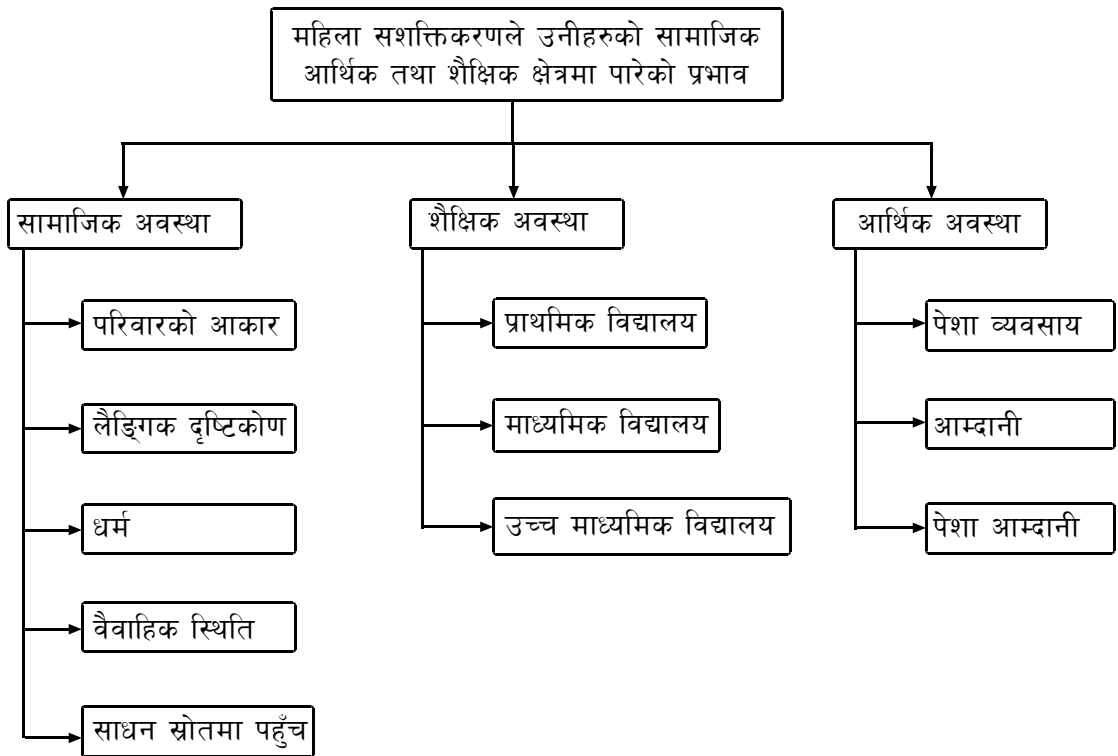 महिला सशक्तिकरणले उनीहरुको सामाजिक
आर्थिक तथा शैक्षिक क्षेत्रमा पारेको प्रभाव
सामाजिक अवस्था
परिवारको आकार
लैङ्गिक दृष्टिकोण
धर्म
वैवाहिक स्थिति
साधन स्रोतमा पहुँच
शैक्षिक अवस्था
प्राथमिक विद्यालय
माध्यमिक विद्यालय
उच्च माध्यमिक विद्यालय
आर्थिक अवस्था
पेशा व्यवसाय
आम्दानी
पेशा आम्दानी